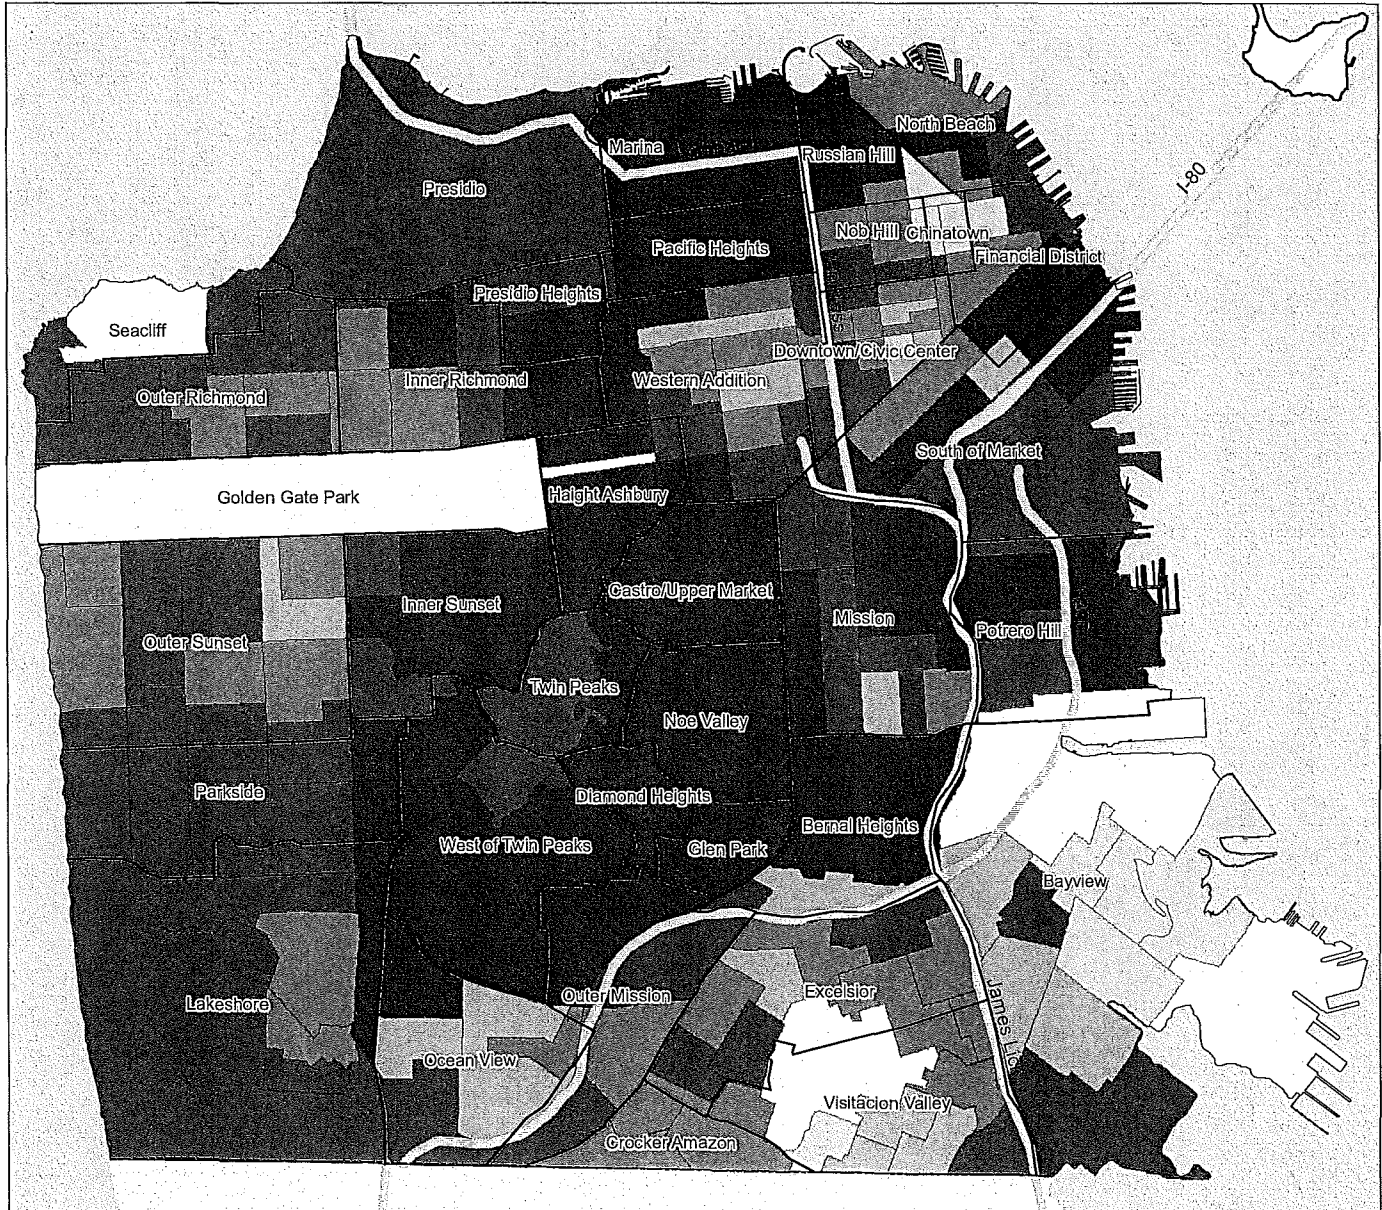 North Beach
Marina
Russian Hill
I-80
Presidio
Nob Hill
Chinatown
Pacific Heights
Financial District
Presidio Heights
Seacliff
Downtown/Civic Center
Inner Richmond
Western Addition
Outer Richmond
South of Market
Golden Gate Park
Haight Ashbury
Castro/Upper Market
Inner Sunset
Mission
Potrero Hill
Outer Sunset
Twin Peaks
Noe Valley
Parkside
Diamond Heights
Bernal Heights
West of Twin Peaks
Glen Park
Bayview
Excelsior
Outer Mission
Lakeshore
James Lic
Ocean View
Visitacion Valley
Crocker Amazon